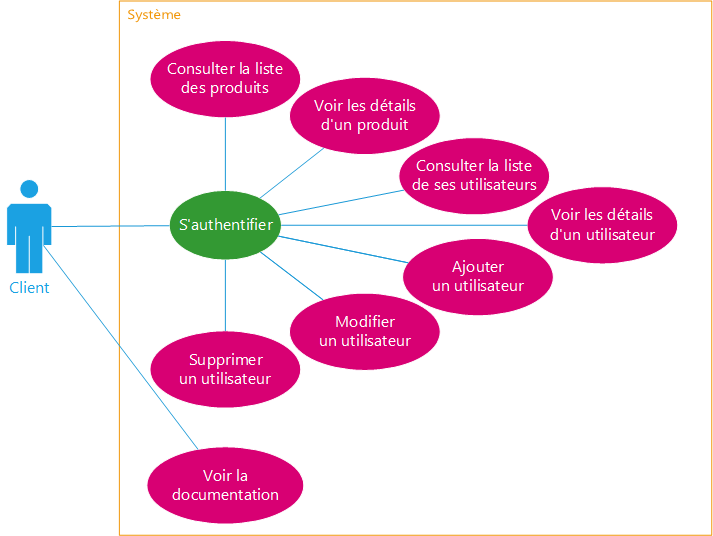 Système
Consulter la liste
des produits
Voir les détails
d'un produit
Consulter la liste
de ses utilisateurs
Voir les détails
d'un utilisateur
S'authentifier
Ajouter
un utilisateur
Client
Modifier
un utilisateur
Supprimer
un utilisateur
Voir la
documentation